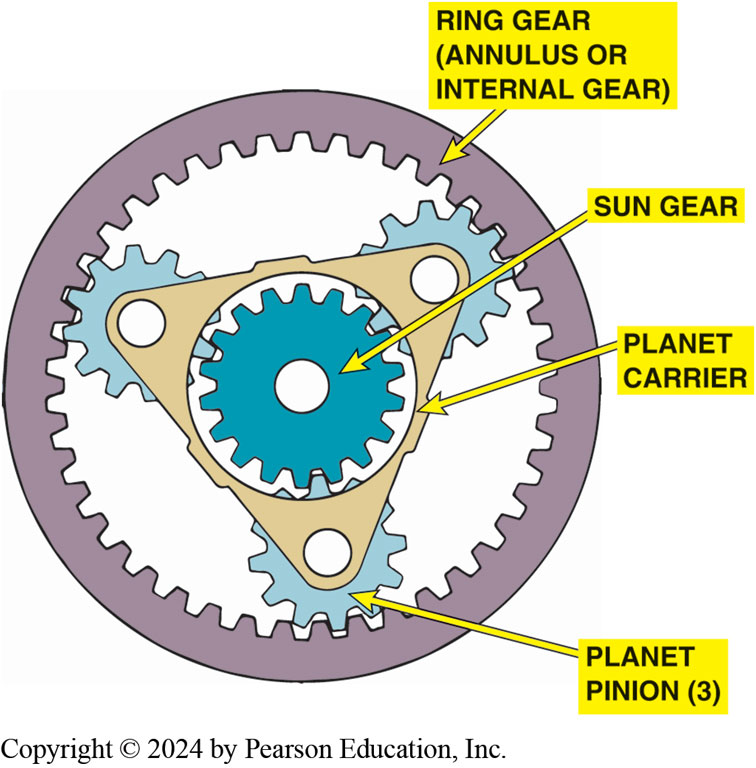 RING GEAR
(ANNULUS OR
INTERNAL GEAR)
SUN GEAR
PLANET
CARRIER
PLANET
PINION (3)
Copyright © 2024 by Pearson Education, Inc.